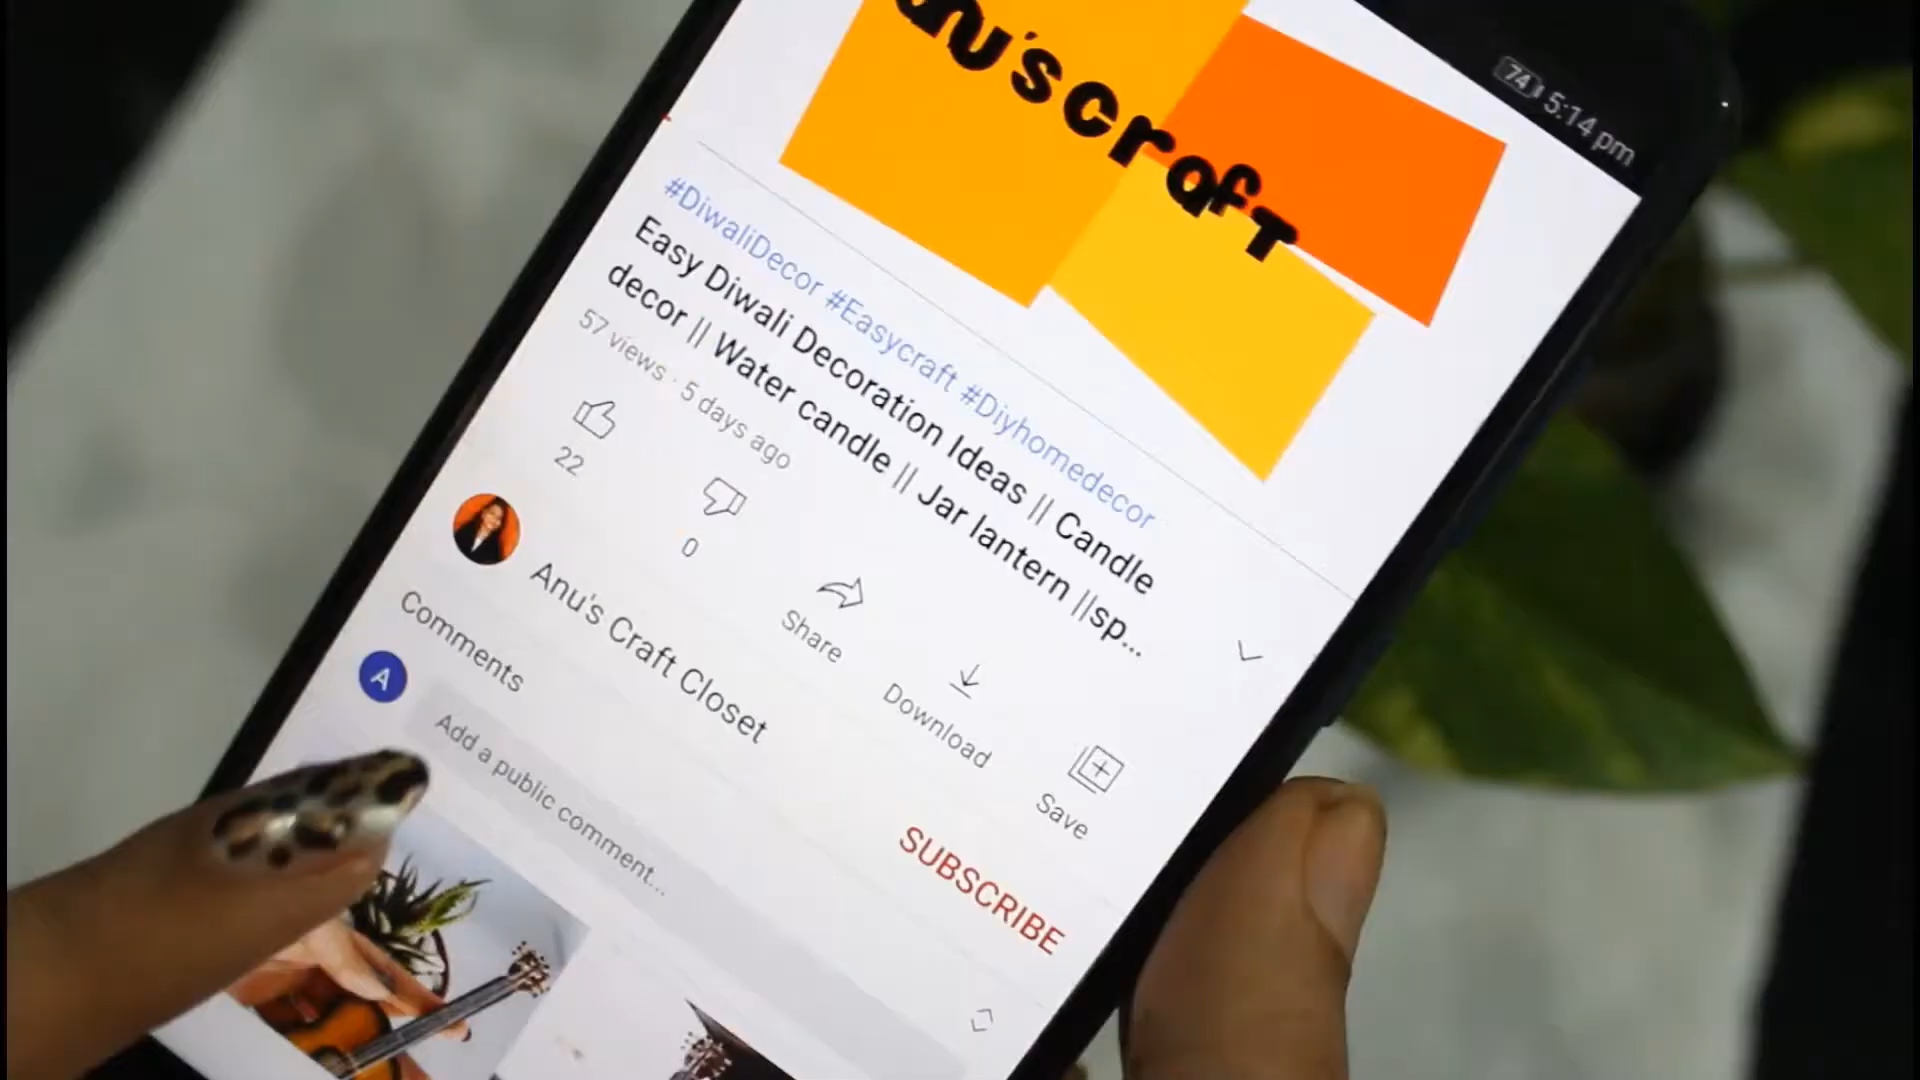 nu's craft
74 5:14 pm
#DiwaliDecor #Easycraft #Diyhomedecor
Easy Diwali Decoration Ideas || Candle
decor || Water candle || Jar lantern ||sp...
57 views · 5 days ago
22
0
Share
Download
Save
Anu's Craft Closet
SUBSCRIBE
Comments
A
Add a public comment...